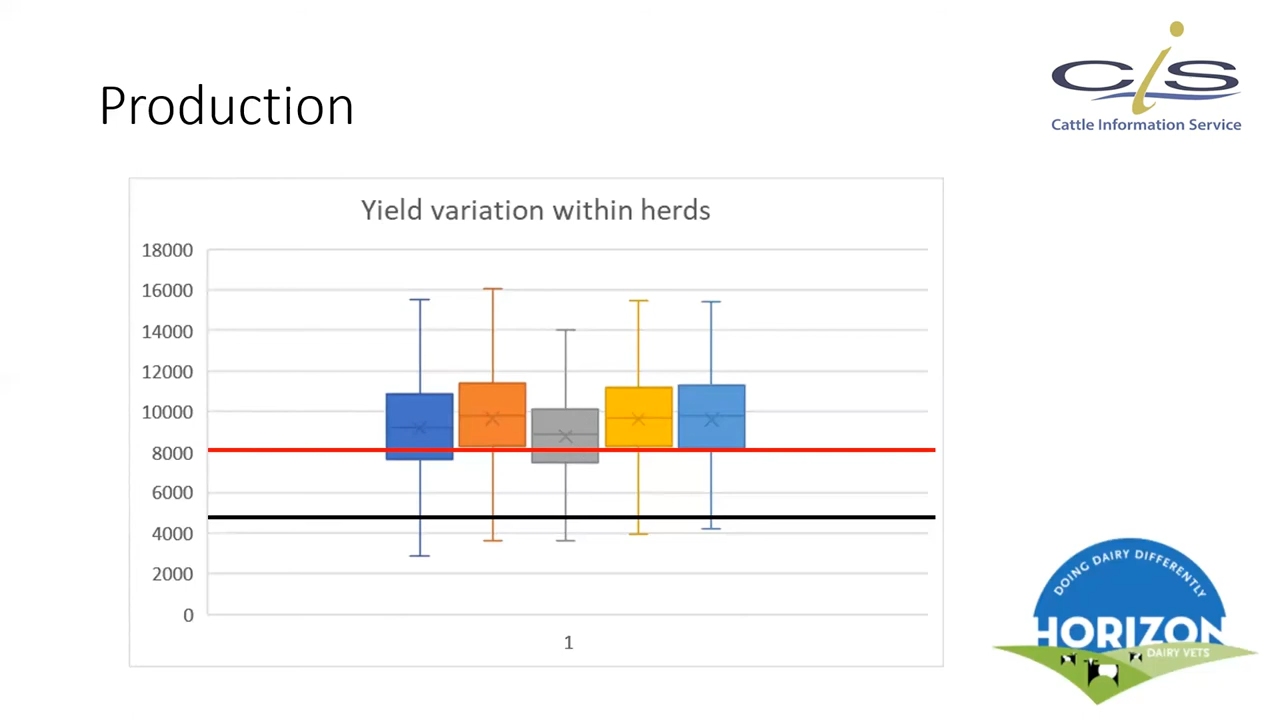 Production
CiS
Cattle Information Service
Yield variation within herds
18000
16000
14000
12000
10000
8000
6000
4000
2000
0
1
DOING DAIRY DIFFERENTLY
HORIZON
DAIRY VETS